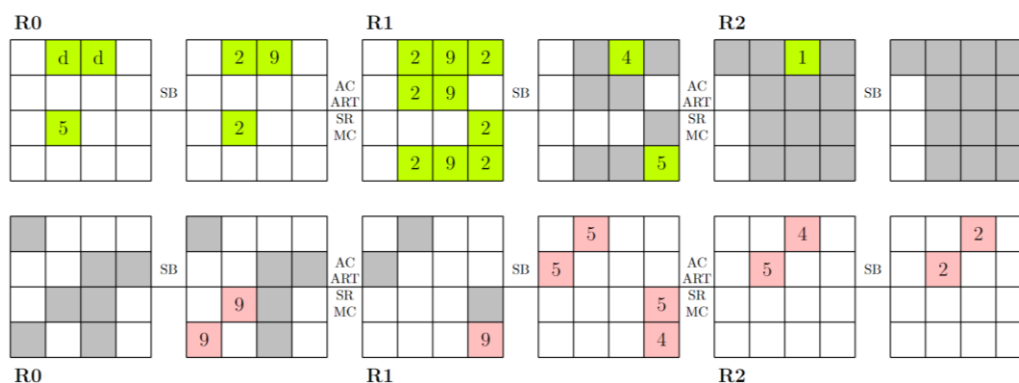 R0 R1 R2
d d 2 9 2 9 2 4 1
SB AC 2 9 SB AC SB
ART ART
5 2 SR 2 SR
MC MC
2 9 2 5
5 4 2
SB AC SB 5 AC 5 SB 2
ART ART
9 SR 5 SR
MC MC
9 9 4
R0 R1 R2